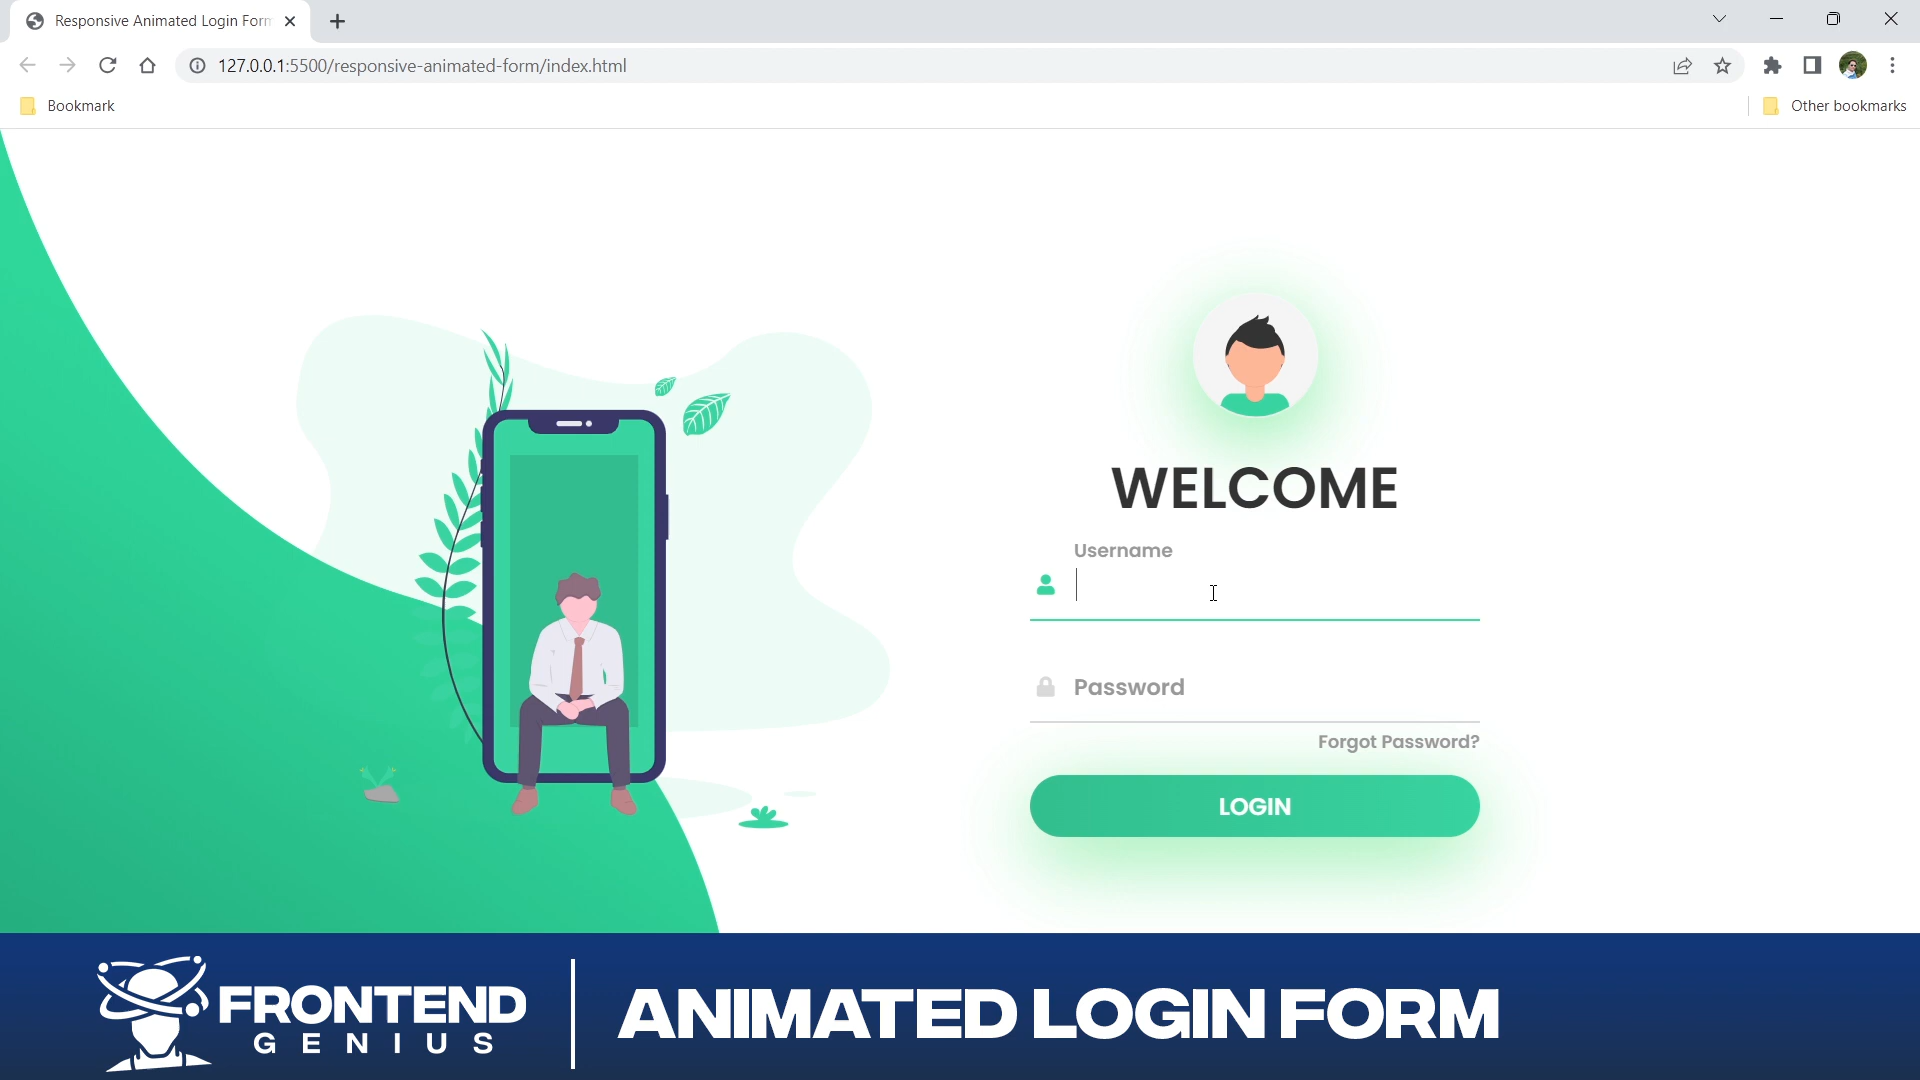 Responsive Animated Login Form
127.0.0.1:5500/responsive-animated-form/index.html
Bookmark
Other bookmarks
WELCOME
Username
Password
Forgot Password?
LOGIN
FRONTEND
GENIUS
ANIMATED LOGIN FORM